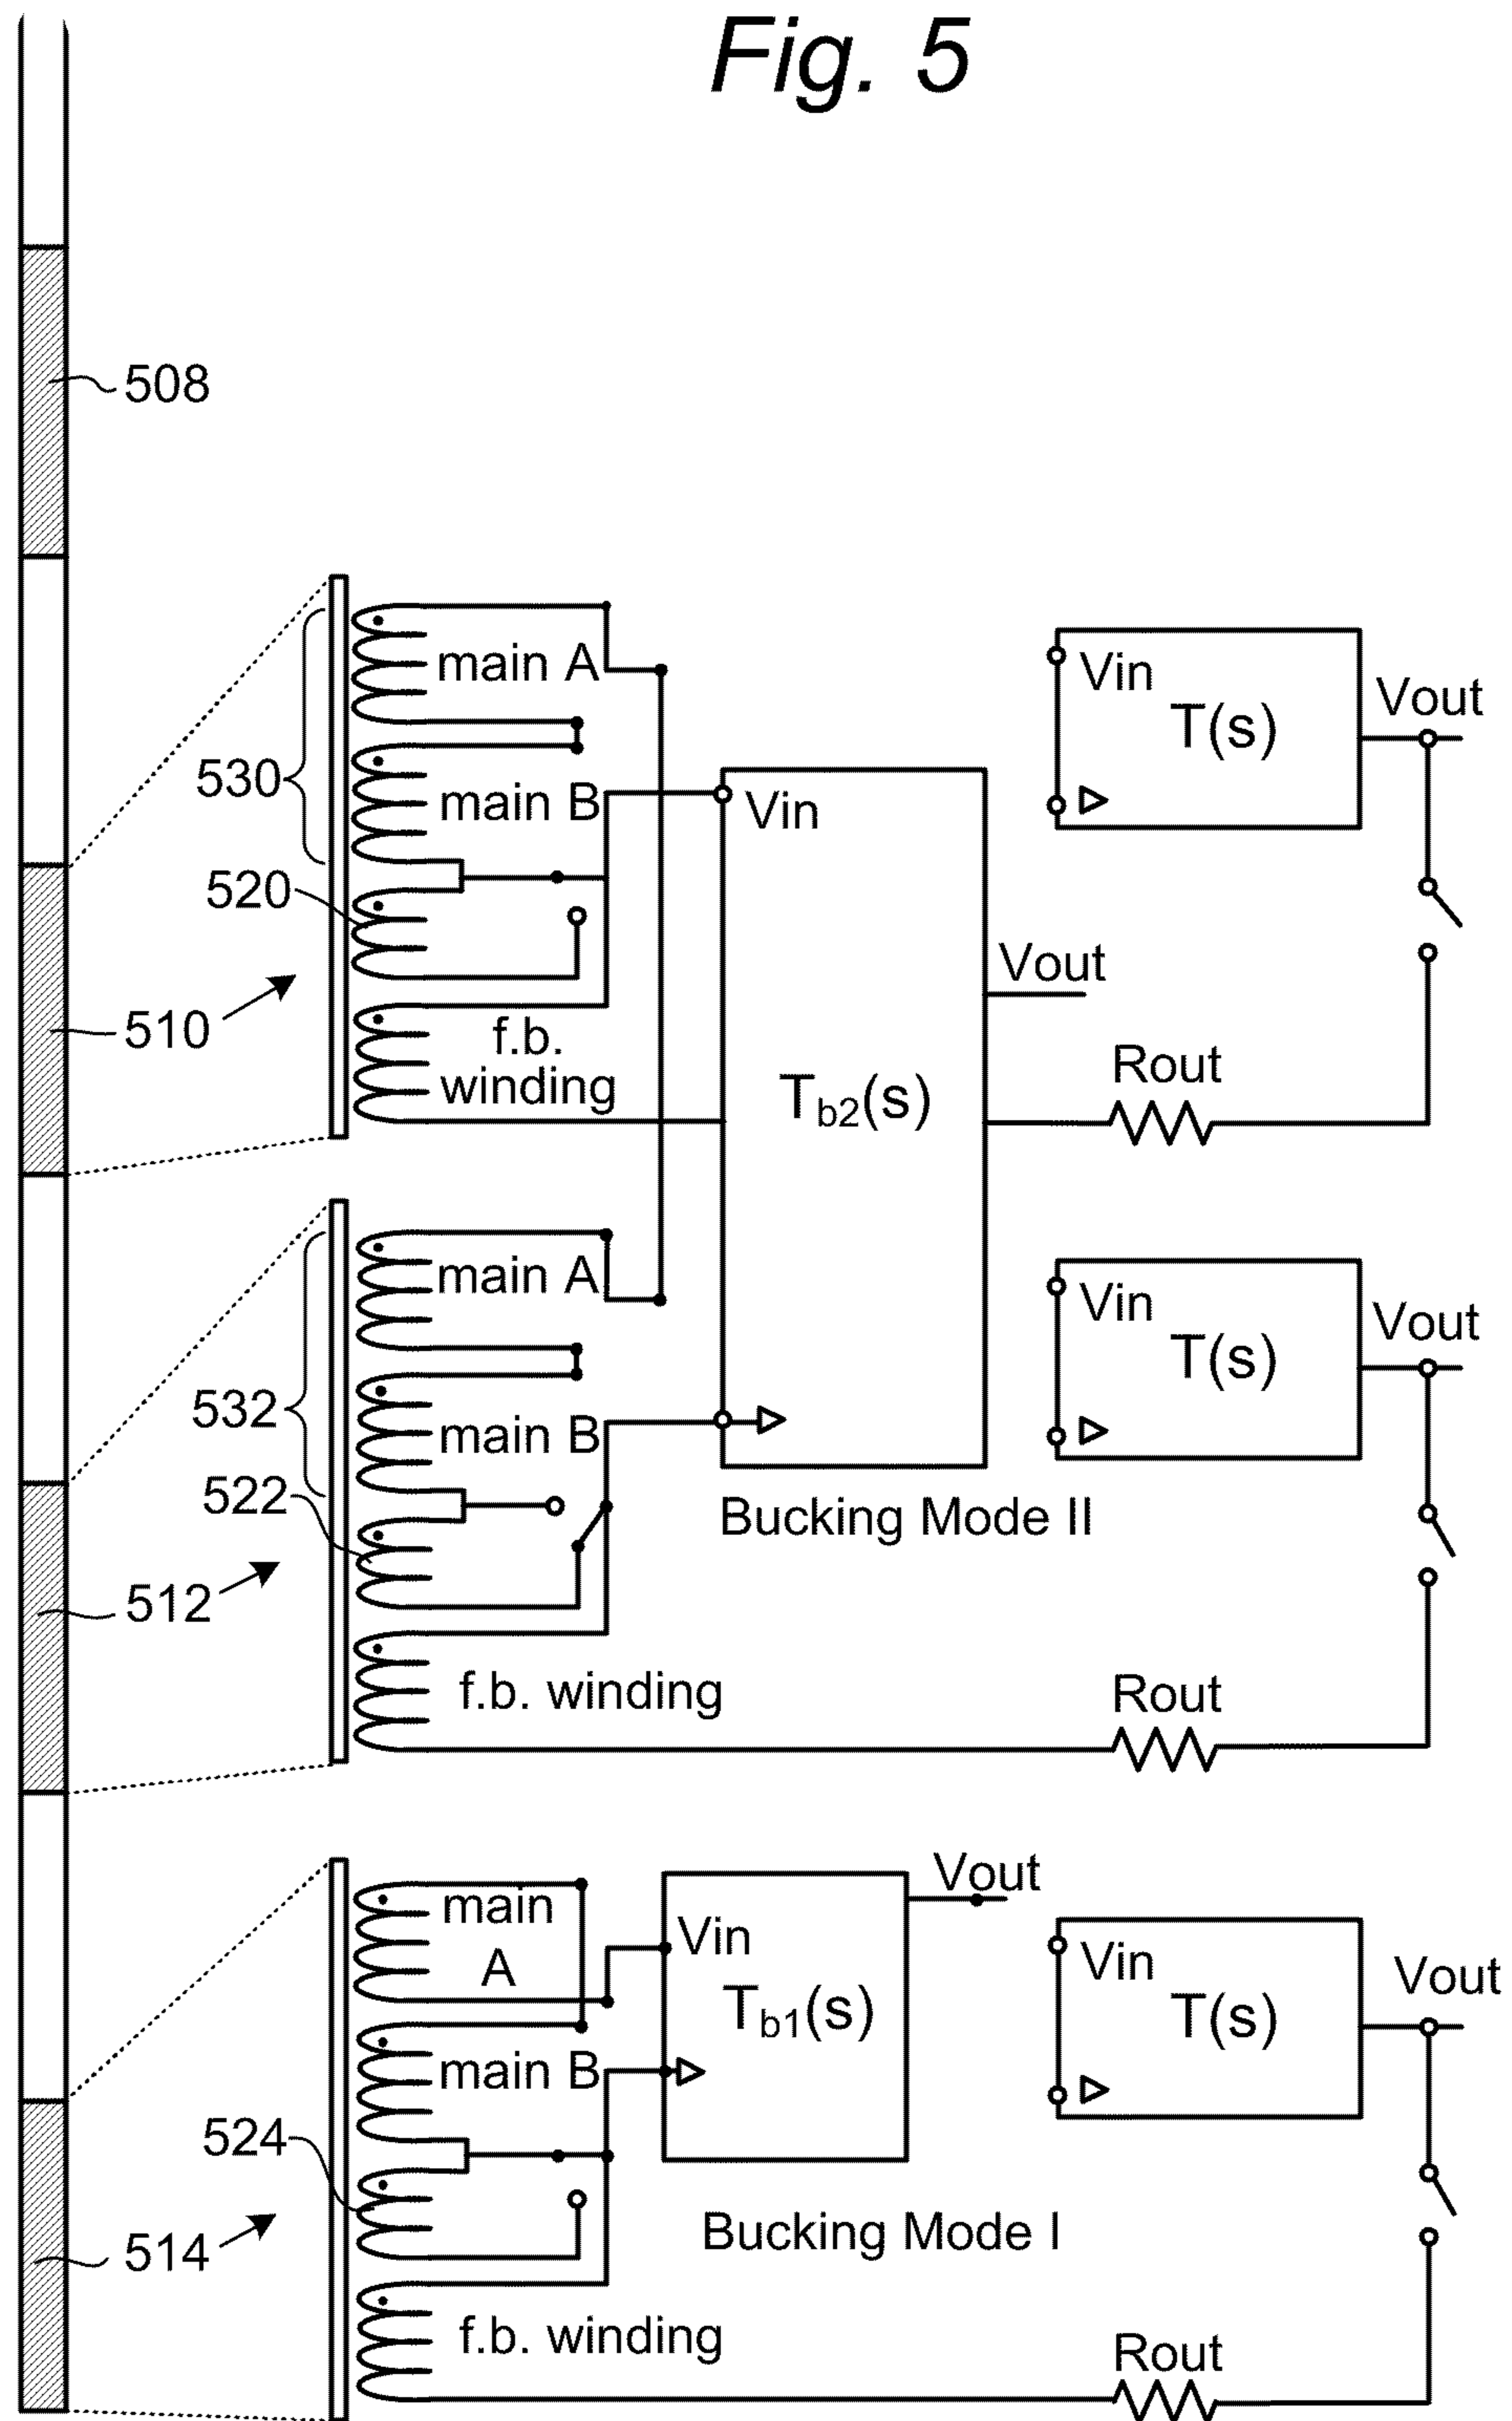 Fig. 5
508
main A
530
main B
520
510
f.b.
winding
Vin
T(s)
Vout
Vin
Vout
T_b2(s)
Rout
main A
532
main B
522
512
f.b. winding
Bucking Mode II
Vin
T(s)
Vout
Rout
main
A
main B
524
514
f.b. winding
Vin
T_b1(s)
Vout
Bucking Mode I
Vin
T(s)
Vout
Rout